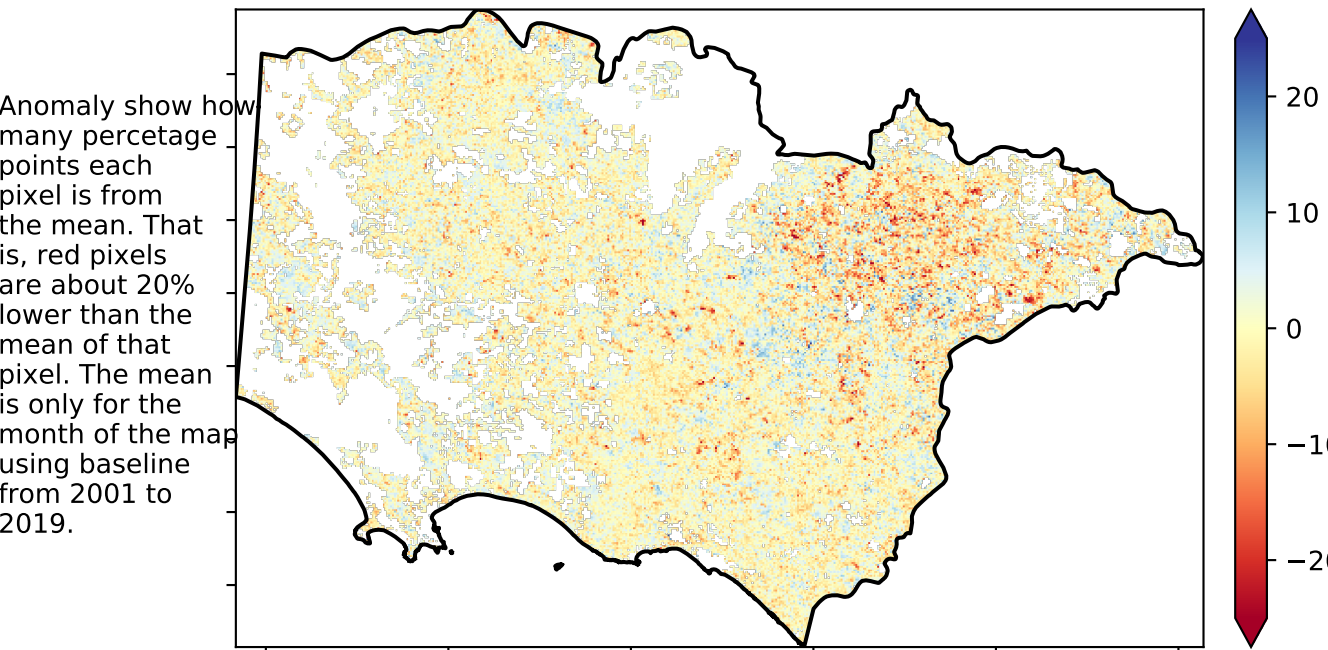 Anomaly show how
many percetage
points each
pixel is from
the mean. That
is, red pixels
are about 20%
lower than the
mean of that
pixel. The mean
is only for the
month of the map
using baseline
from 2001 to
2019.
20
10
0
−10
−20